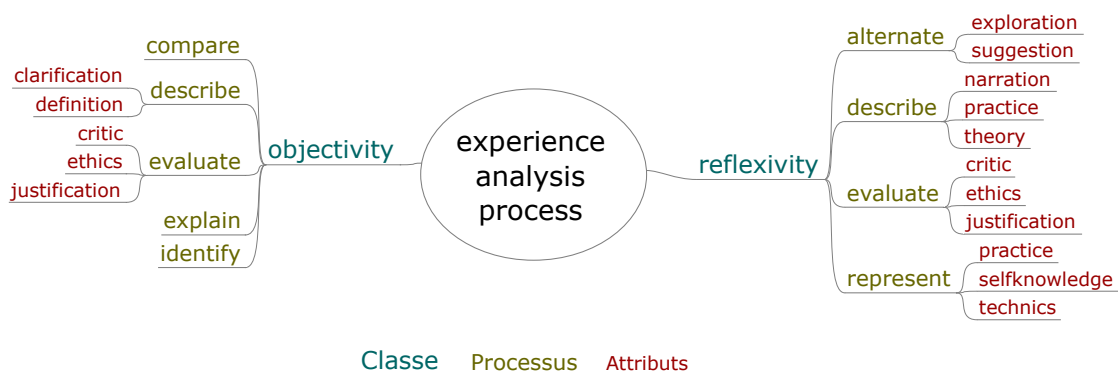 experience
analysis
process
objectivity
compare
describe
clarification
definition
evaluate
critic
ethics
justification
explain
identify
reflexivity
alternate
exploration
suggestion
describe
narration
practice
theory
evaluate
critic
ethics
justification
represent
practice
selfknowledge
technics
Classe Processus Attributs